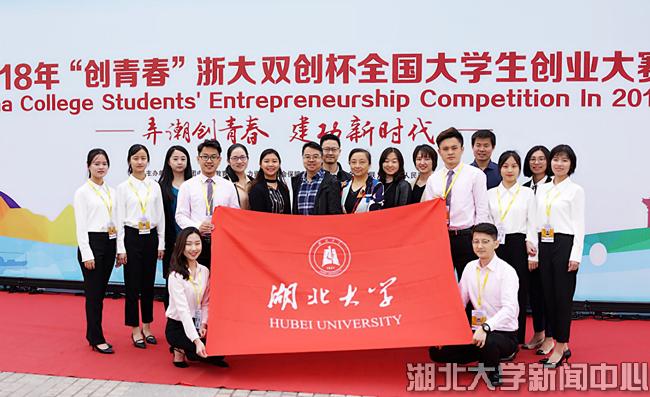 18年“创青春”浙大双创杯全国大学生创业大赛
na College Students' Entrepreneurship Competition In 201
弄潮创青春 建功新时代
湖北大学
HUBEI UNIVERSITY
湖北大学新闻中心